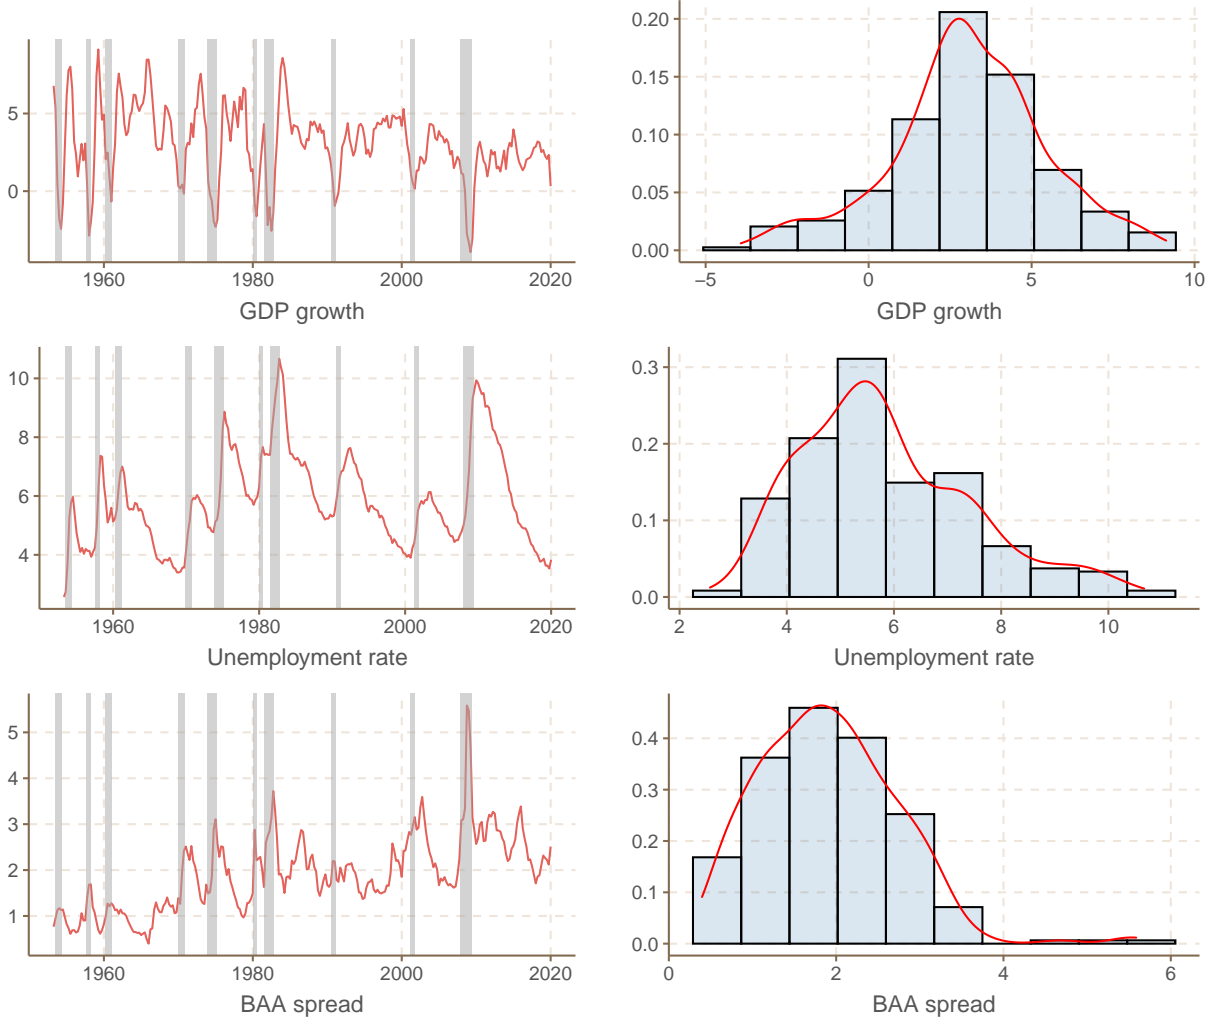 5
0
1960 1980 2000 2020
GDP growth
0.20
0.15
0.10
0.05
0.00
−5 0 5 10
GDP growth
10
8
6
4
1960 1980 2000 2020
Unemployment rate
0.3
0.2
0.1
0.0
2 4 6 8 10
Unemployment rate
5
4
3
2
1
1960 1980 2000 2020
BAA spread
0.4
0.3
0.2
0.1
0.0
0 2 4 6
BAA spread